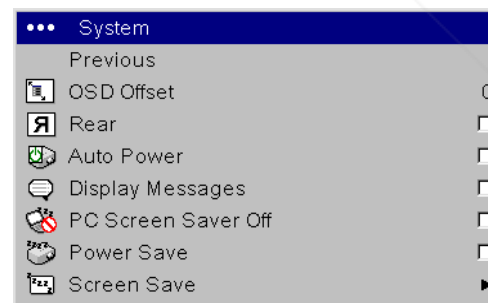 System
Previous
OSD Offset
Rear
Auto Power
Display Messages
PC Screen Saver Off
Power Save
Screen Save